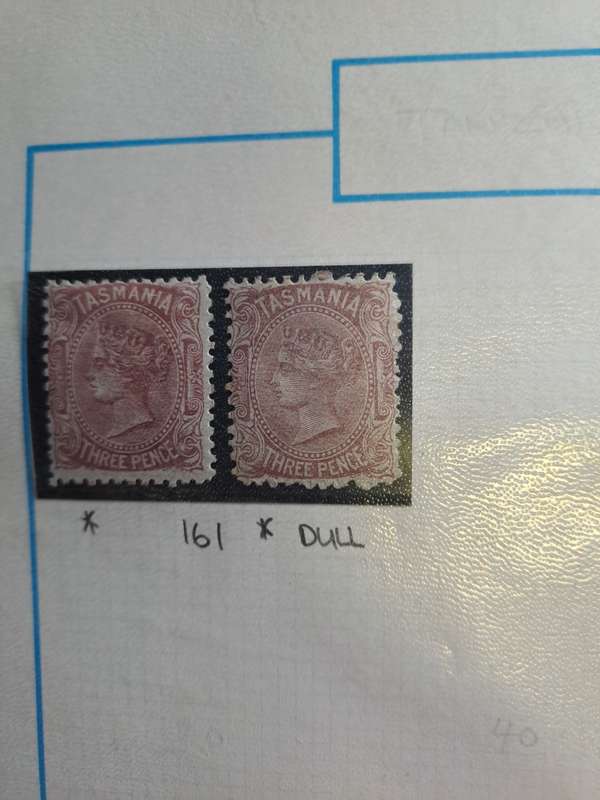 TASMANIA
THREE PENCE
TASMANIA
THREE PENCE
* 161 * DULL
40